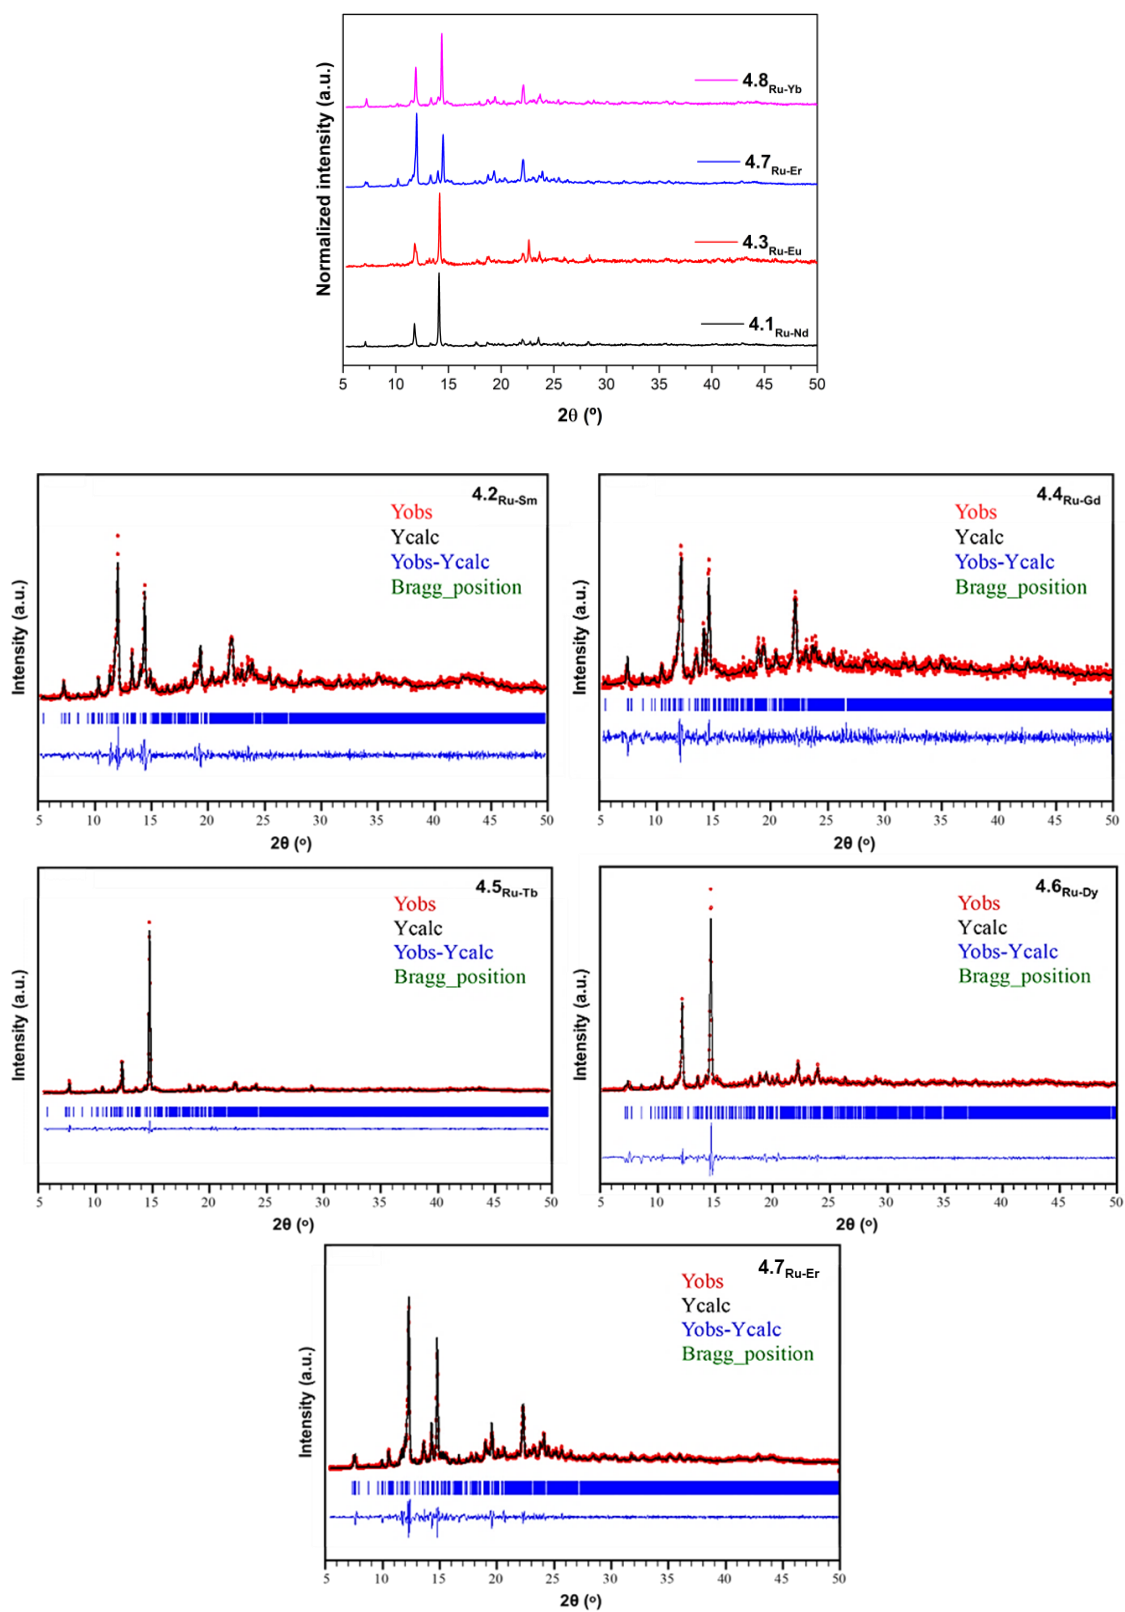 Normalized intensity (a.u.)
4.8Ru-Yb
4.7Ru-Er
4.3Ru-Eu
4.1Ru-Nd
5 10 15 20 25 30 35 40 45 50
2θ (º)
4.2Ru-Sm
Yobs
Ycalc
Yobs-Ycalc
Bragg_position
Intensity (a.u.)
5 10 15 20 25 30 35 40 45 50
2θ (º)
4.4Ru-Gd
Yobs
Ycalc
Yobs-Ycalc
Bragg_position
Intensity (a.u.)
5 10 15 20 25 30 35 40 45 50
2θ (º)
4.5Ru-Tb
Yobs
Ycalc
Yobs-Ycalc
Bragg_position
Intensity (a.u.)
5 10 15 20 25 30 35 40 45 50
2θ (º)
4.6Ru-Dy
Yobs
Ycalc
Yobs-Ycalc
Bragg_position
Intensity (a.u.)
5 10 15 20 25 30 35 40 45 50
2θ (º)
4.7Ru-Er
Yobs
Ycalc
Yobs-Ycalc
Bragg_position
Intensity (a.u.)
5 10 15 20 25 30 35 40 45 50
2θ (º)